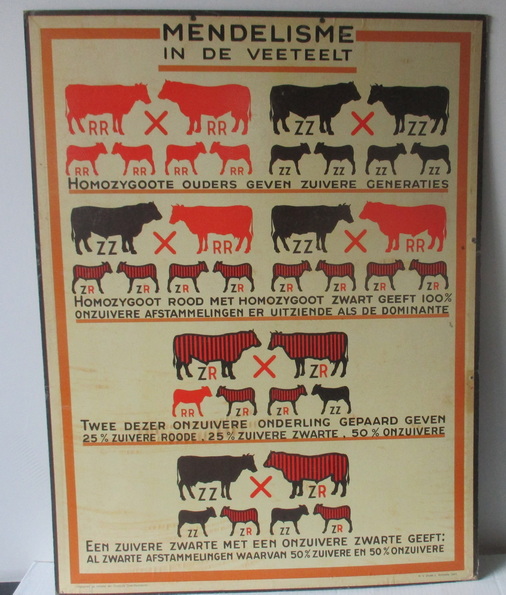 MENDELISME
IN DE VEETEELT
RR RR ZZ ZZ
RR RR RR RR ZZ ZZ ZZ ZZ
HOMOZYGOOTE OUDERS GEVEN ZUIVERE GENERATIES
ZZ RR ZZ RR
ZR ZR ZR ZR ZR ZR ZR ZR
HOMOZYGOOT ROOD MET HOMOZYGOOT ZWART GEEFT 100%
ONZUIVERE AFSTAMMELINGEN ER UITZIENDE ALS DE DOMINANTE
ZR ZR
RR ZR ZR ZZ
TWEE DEZER ONZUIVERE ONDERLING GEPAARD GEVEN
25% ZUIVERE ROODE, 25% ZUIVERE ZWARTE, 50% ONZUIVERE
ZZ ZR
ZZ ZR ZZ ZR
EEN ZUIVERE ZWARTE MET EEN ONZUIVERE ZWARTE GEEFT:
AL ZWARTE AFSTAMMELINGEN WAARVAN 50% ZUIVERE EN 50% ONZUIVERE